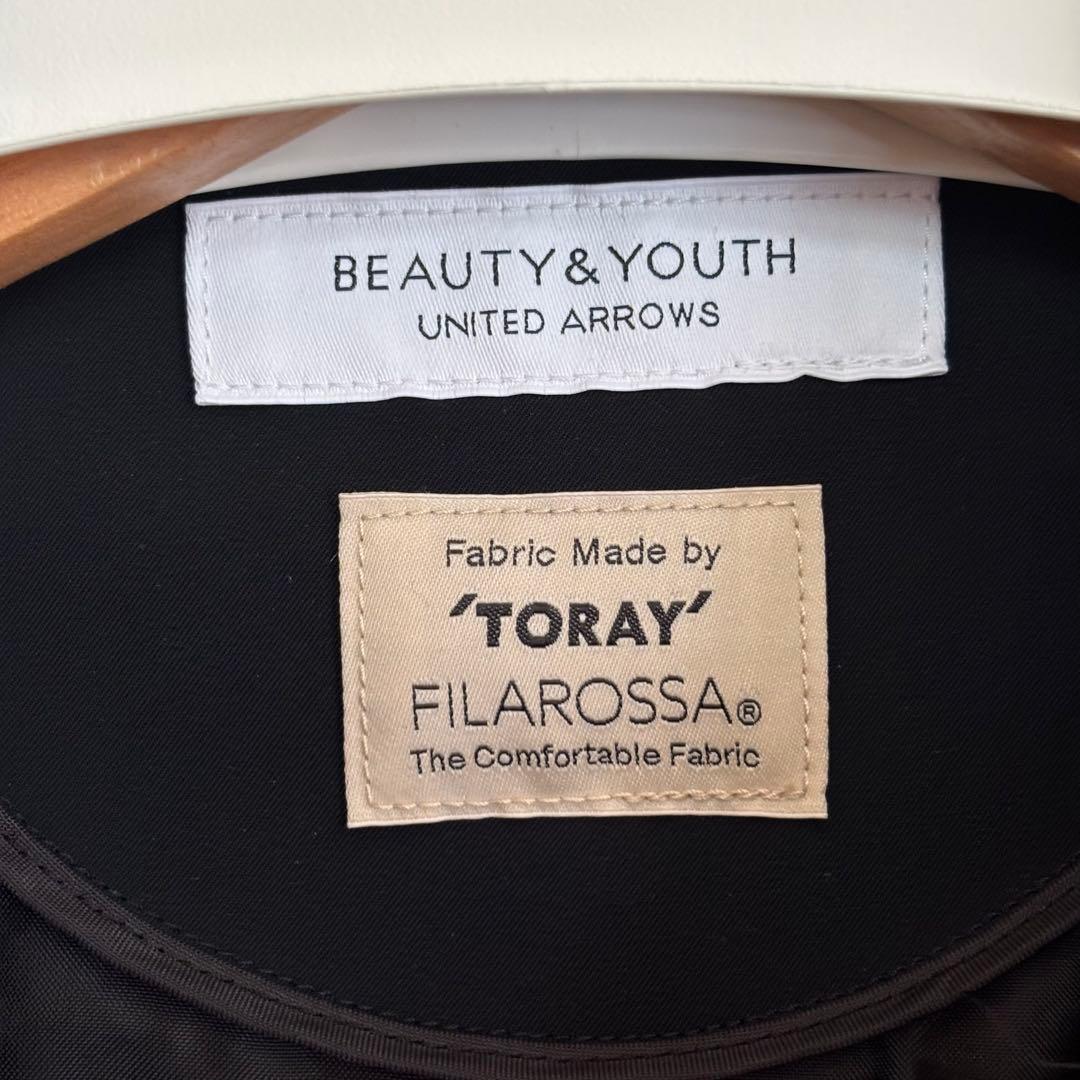 BEAUTY&YOUTH
UNITED ARROWS
Fabric Made by
'TORAY'
FILAROSSA®
The Comfortable Fabric